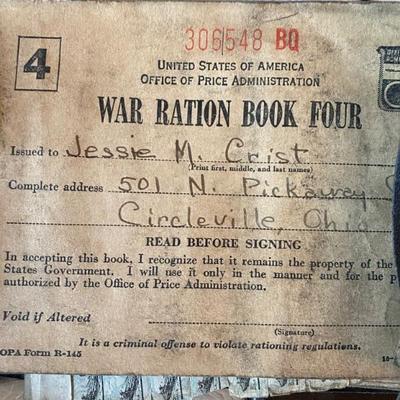 306548 BQ
4
UNITED STATES OF AMERICA
OFFICE OF PRICE ADMINISTRATION
WAR RATION BOOK FOUR
Issued to Jessie M. Crist
(Print first, middle, and last names)
Complete address 501 N. Pickaway
Circleville, Oh
READ BEFORE SIGNING
In accepting this book, I recognize that it remains the property of the
States Government. I will use it only in the manner and for the p
authorized by the Office of Price Administration.
Void if Altered
(Signature)
It is a criminal offense to violate rationing regulations.
OPA Form R-145